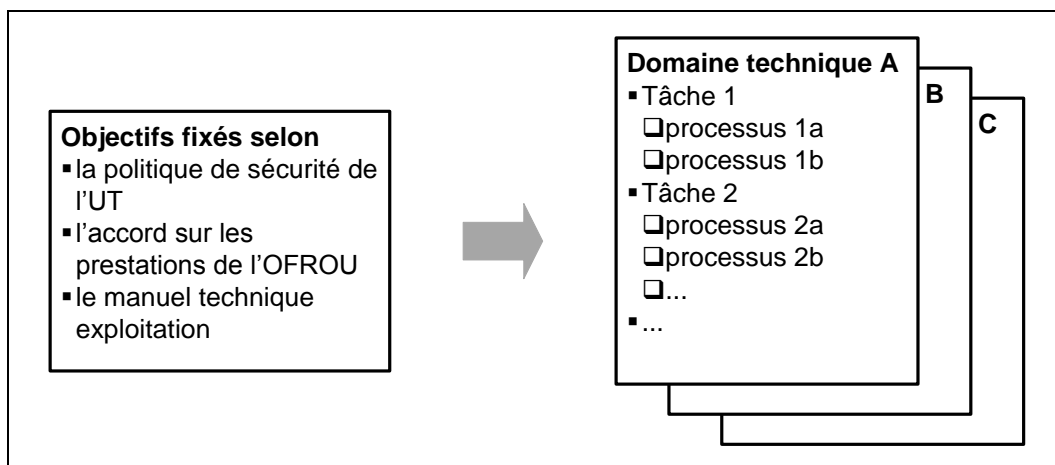 Objectifs fixés selon
▪ la politique de sécurité de
l’UT
▪ l’accord sur les
prestations de l’OFROU
▪ le manuel technique
exploitation
Domaine technique A
▪ Tâche 1
❑processus 1a
❑processus 1b
▪ Tâche 2
❑processus 2a
❑processus 2b
❑...
▪ ...
B
C